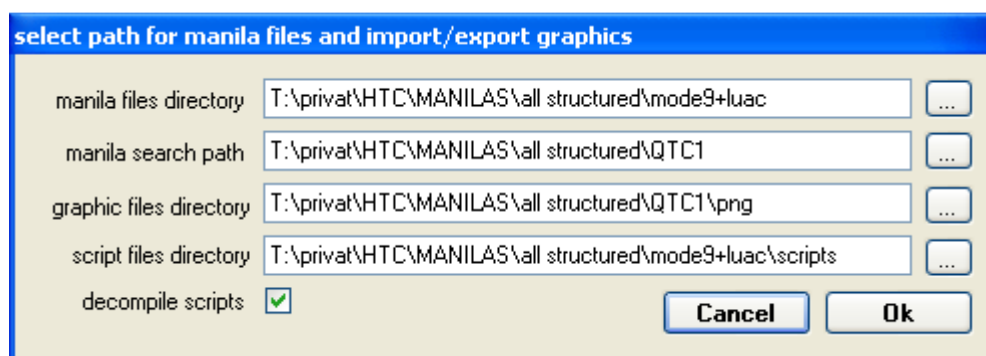 select path for manila files and import/export graphics
manila files directory T:\privat\HTC\MANILAS\all structured\mode9+luac ...
manila search path T:\privat\HTC\MANILAS\all structured\QTC1 ...
graphic files directory T:\privat\HTC\MANILAS\all structured\QTC1\png ...
script files directory T:\privat\HTC\MANILAS\all structured\mode9+luac\scripts ...
decompile scripts
Cancel Ok